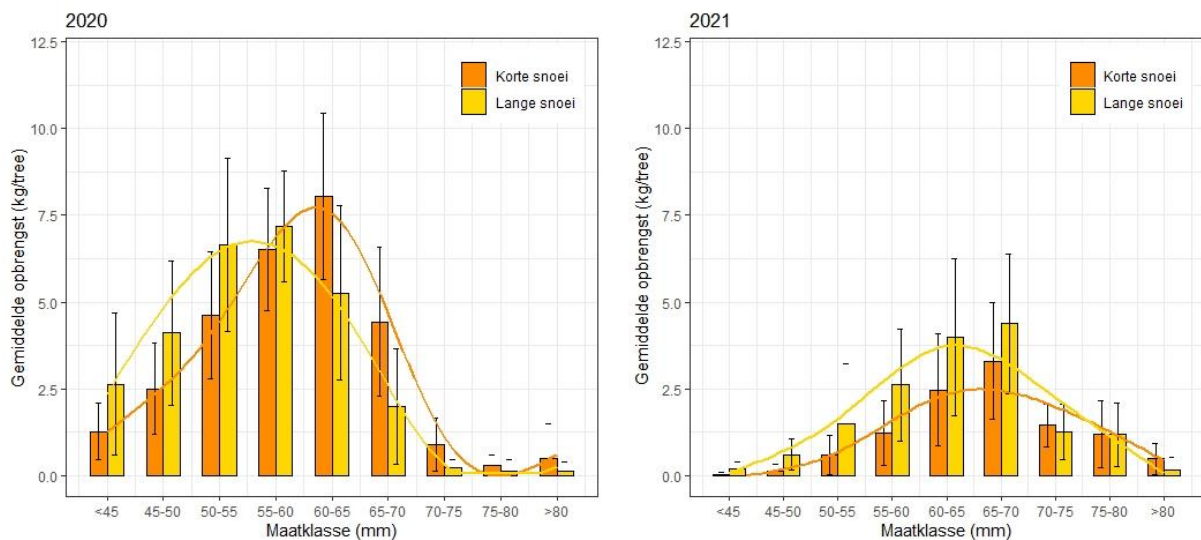 2020
12.5
10.0
7.5
5.0
2.5
0.0
Gemiddelde opbrengst (kg/tree)
Korte snoei
Lange snoei
<45 45-50 50-55 55-60 60-65 65-70 70-75 75-80 >80
Maatklasse (mm)
2021
12.5
10.0
7.5
5.0
2.5
0.0
Gemiddelde opbrengst (kg/tree)
Korte snoei
Lange snoei
<45 45-50 50-55 55-60 60-65 65-70 70-75 75-80 >80
Maatklasse (mm)